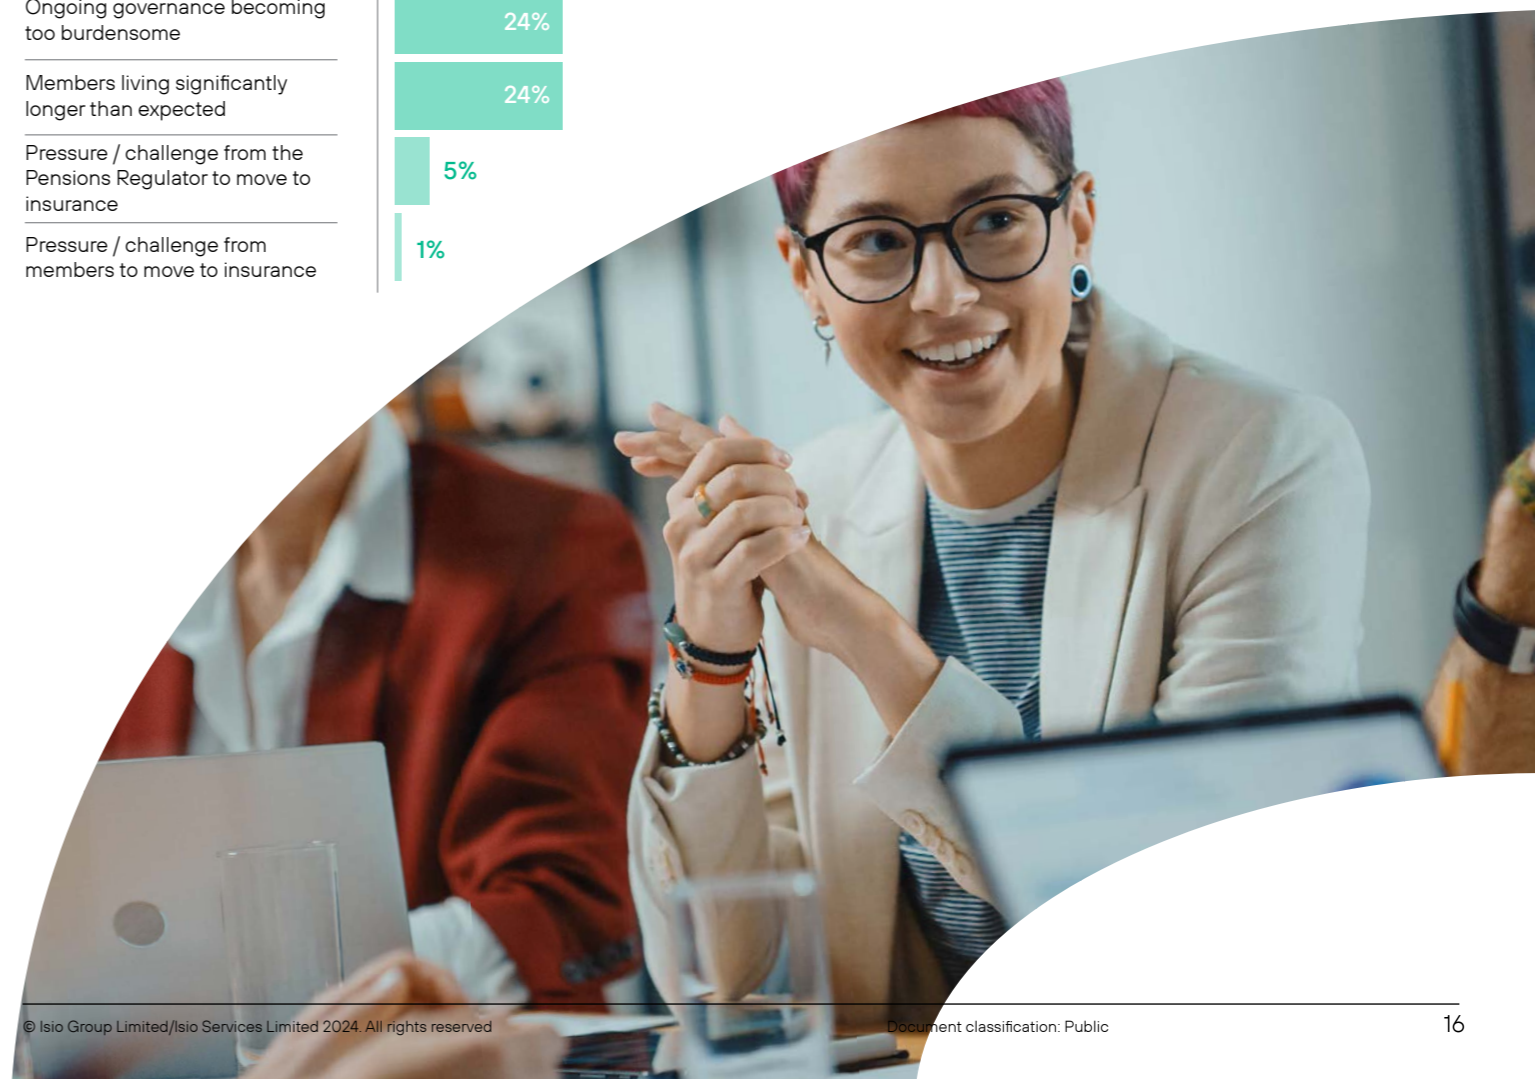 Ongoing governance becoming
too burdensome
24%
Members living significantly
longer than expected
24%
Pressure / challenge from the
Pensions Regulator to move to
insurance
5%
Pressure / challenge from
members to move to insurance
1%
© Isio Group Limited/Isio Services Limited 2024. All rights reserved
Document classification: Public
16